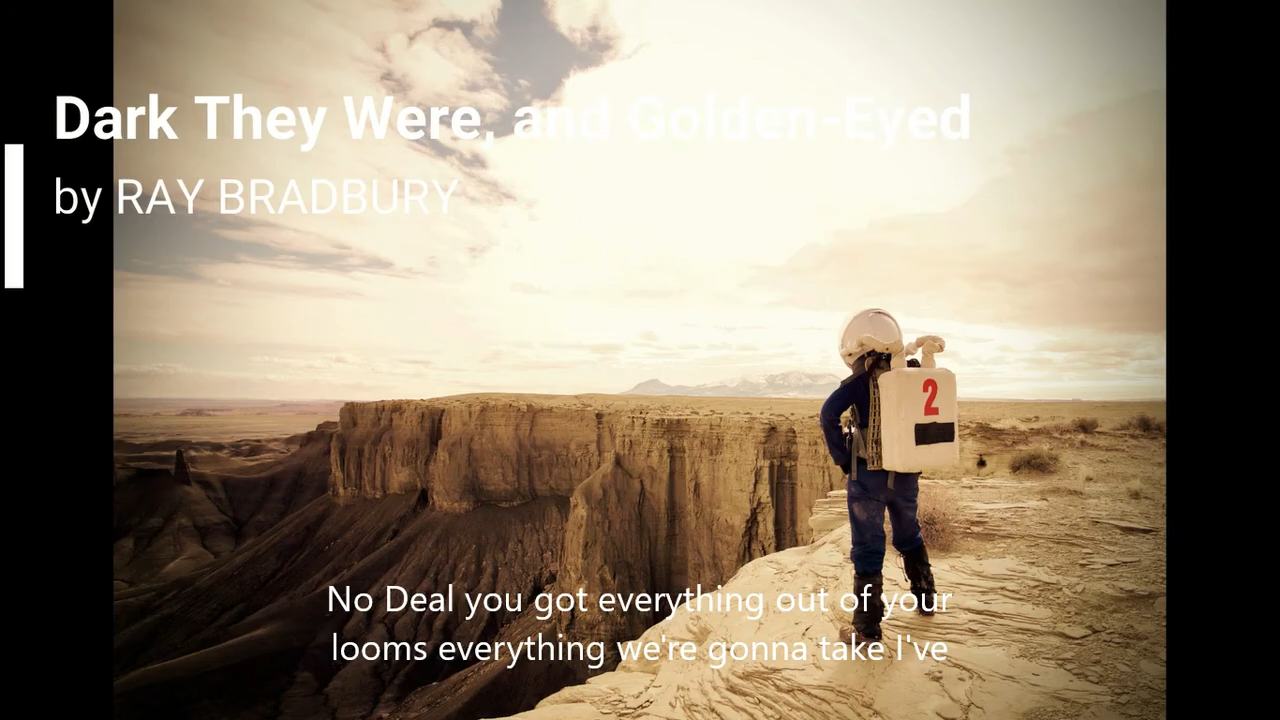 Dark They Were, and Golden-Eyed
by RAY BRADBURY
2
No Deal you got everything out of your
looms everything we're gonna take I've